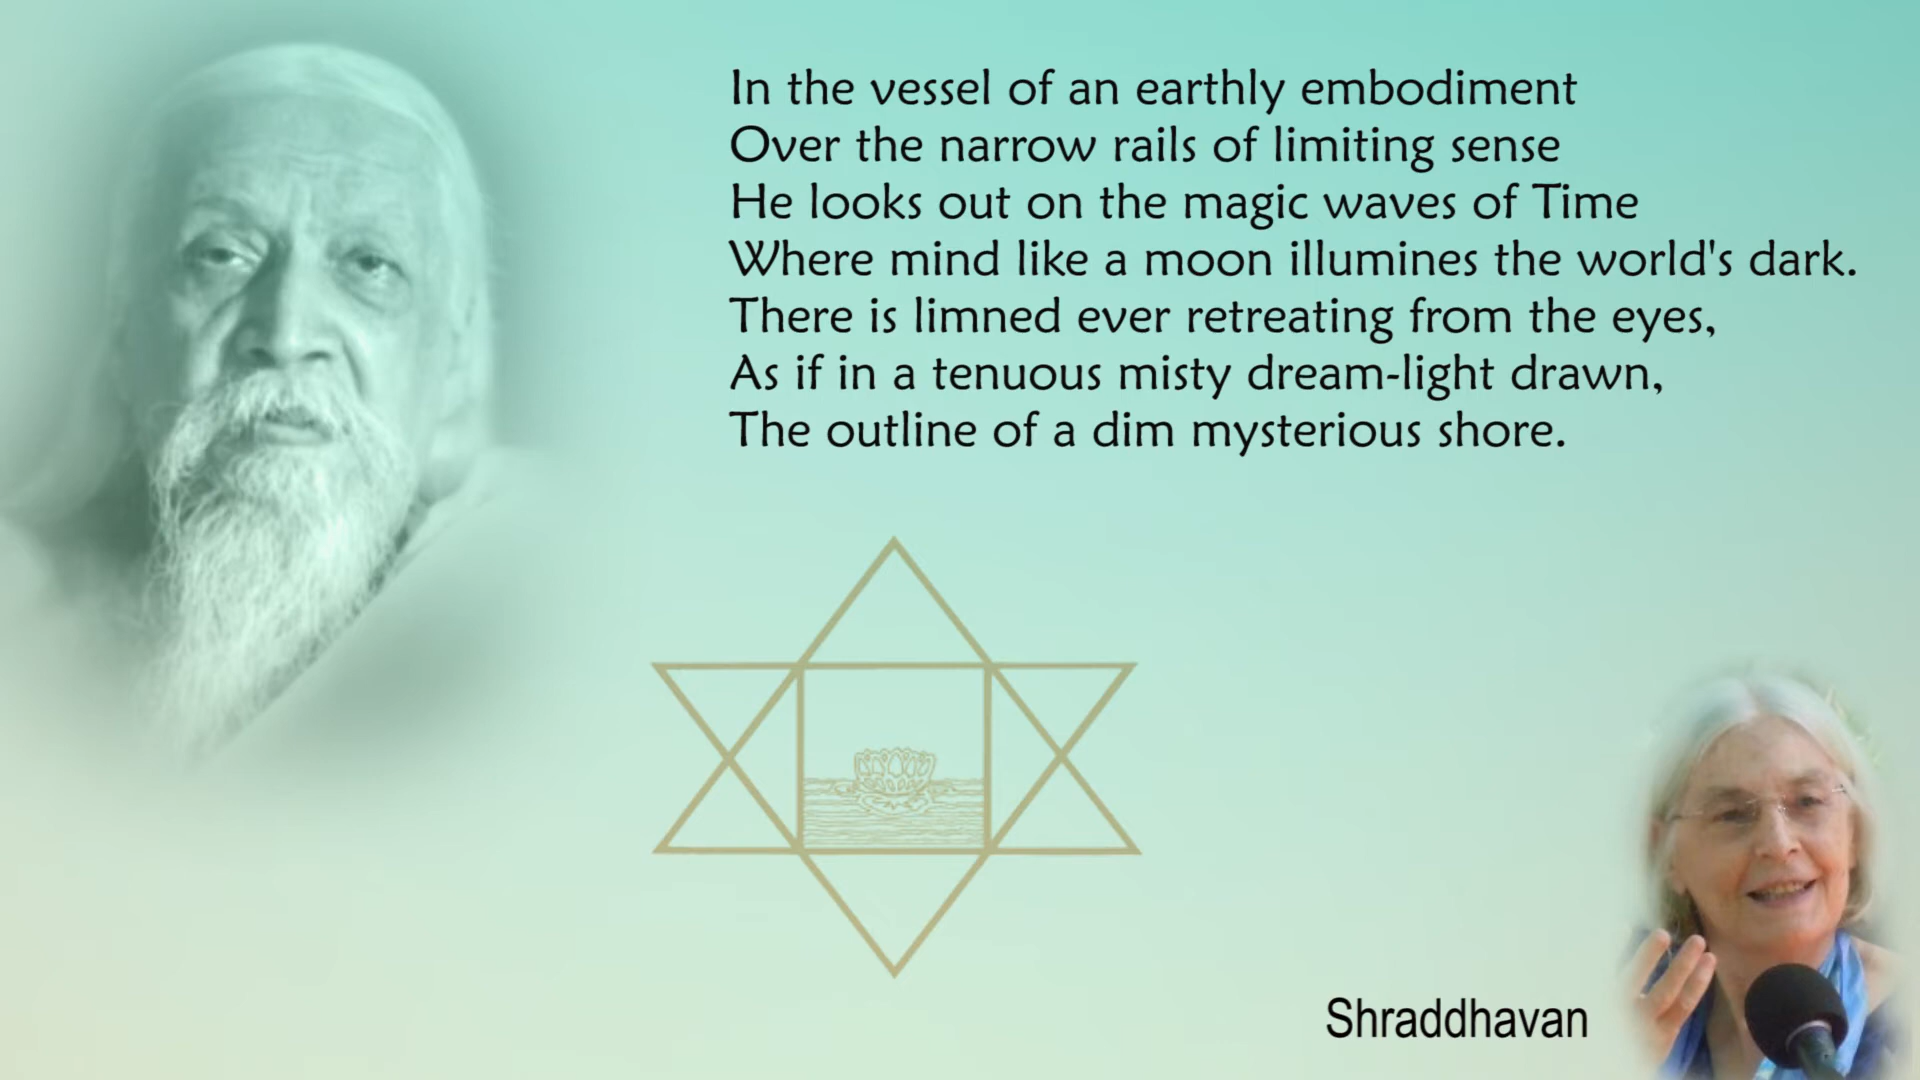 In the vessel of an earthly embodiment
Over the narrow rails of limiting sense
He looks out on the magic waves of Time
Where mind like a moon illumines the world's dark.
There is limned ever retreating from the eyes,
As if in a tenuous misty dream-light drawn,
The outline of a dim mysterious shore.
Shraddhavan